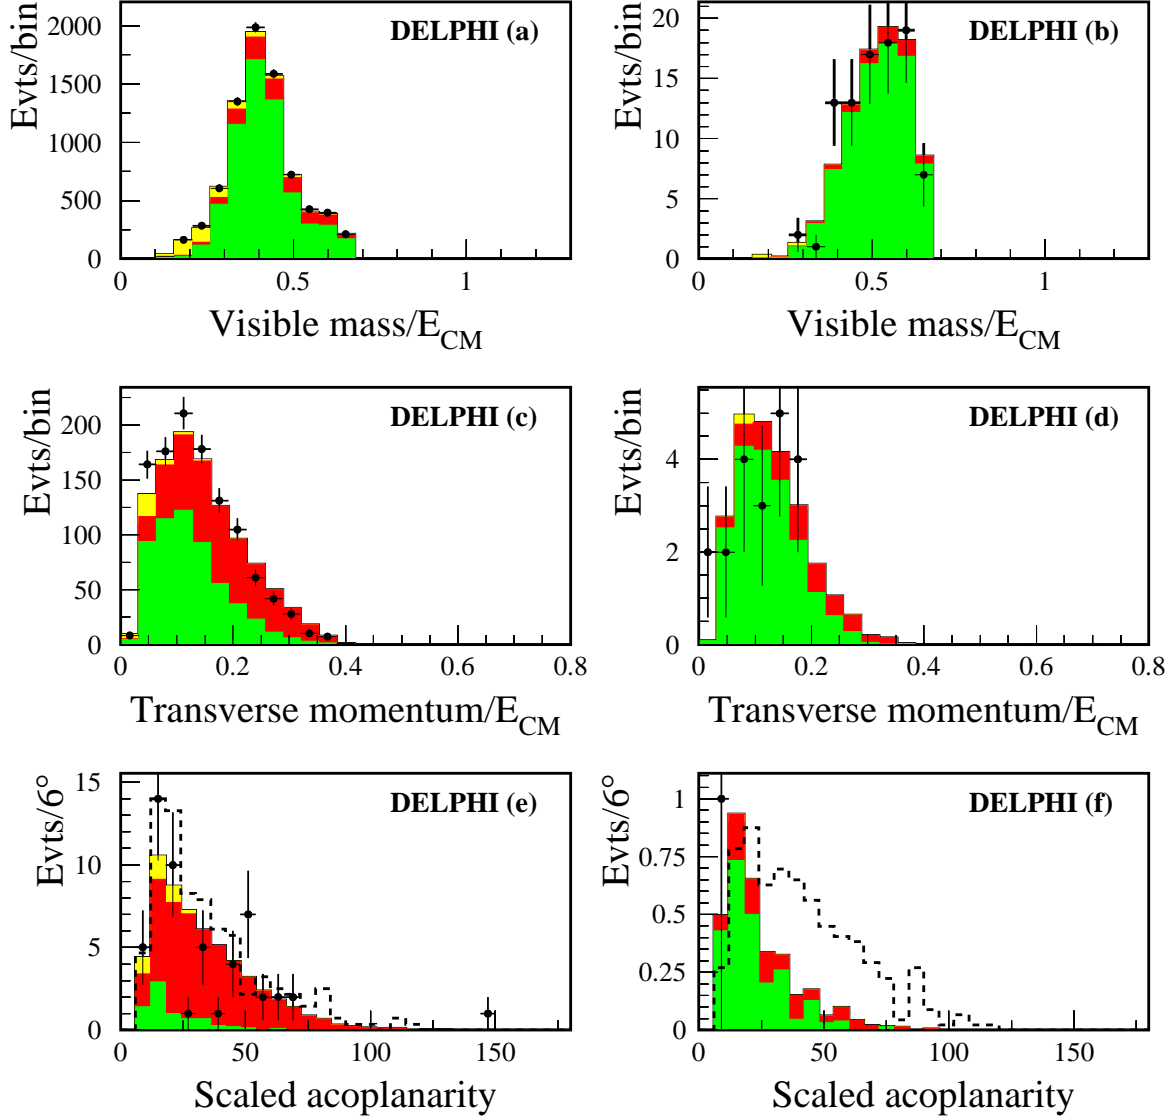 DELPHI (a)
Evts/bin
2000
1500
1000
500
0
0 0.5 1
Visible mass/E_CM
DELPHI (b)
Evts/bin
20
15
10
5
0
0 0.5 1
Visible mass/E_CM
DELPHI (c)
Evts/bin
200
150
100
50
0
0 0.2 0.4 0.6 0.8
Transverse momentum/E_CM
DELPHI (d)
Evts/bin
4
2
0
0 0.2 0.4 0.6 0.8
Transverse momentum/E_CM
DELPHI (e)
Evts/6°
15
10
5
0
0 50 100 150
Scaled acoplanarity
DELPHI (f)
Evts/6°
1
0.75
0.5
0.25
0
0 50 100 150
Scaled acoplanarity